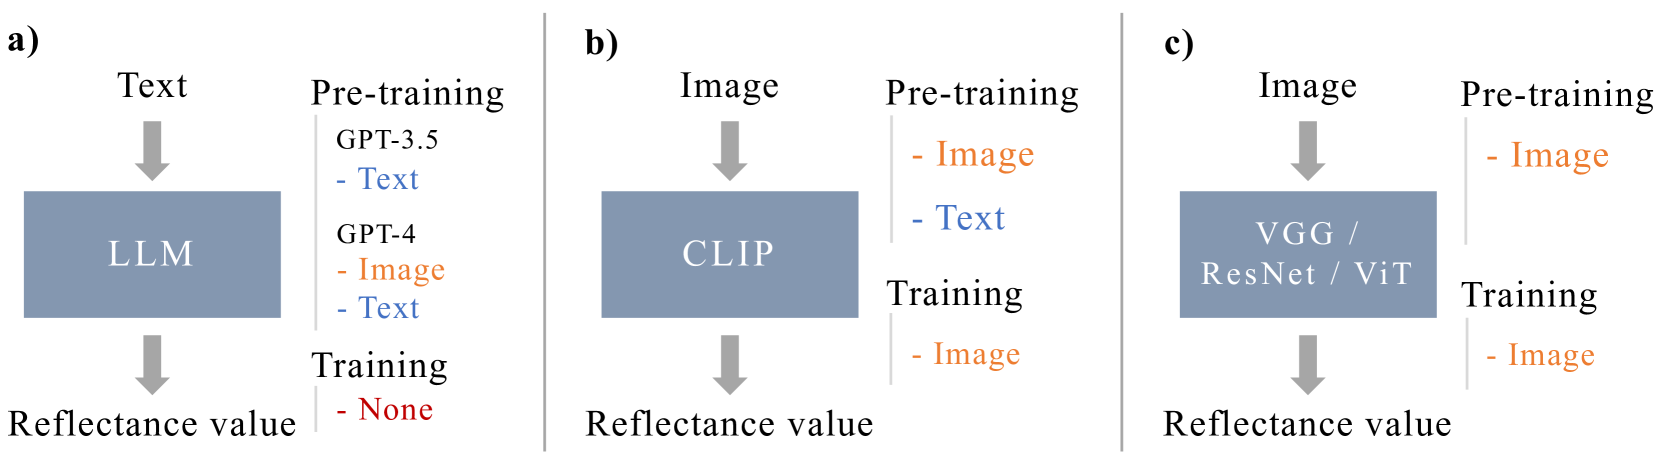 a)
Text
Pre-training
GPT-3.5
- Text
LLM
GPT-4
- Image
- Text
Training
- None
Reflectance value
b)
Image
Pre-training
- Image
- Text
CLIP
Training
- Image
Reflectance value
c)
Image
Pre-training
- Image
VGG /
ResNet / ViT
Training
- Image
Reflectance value